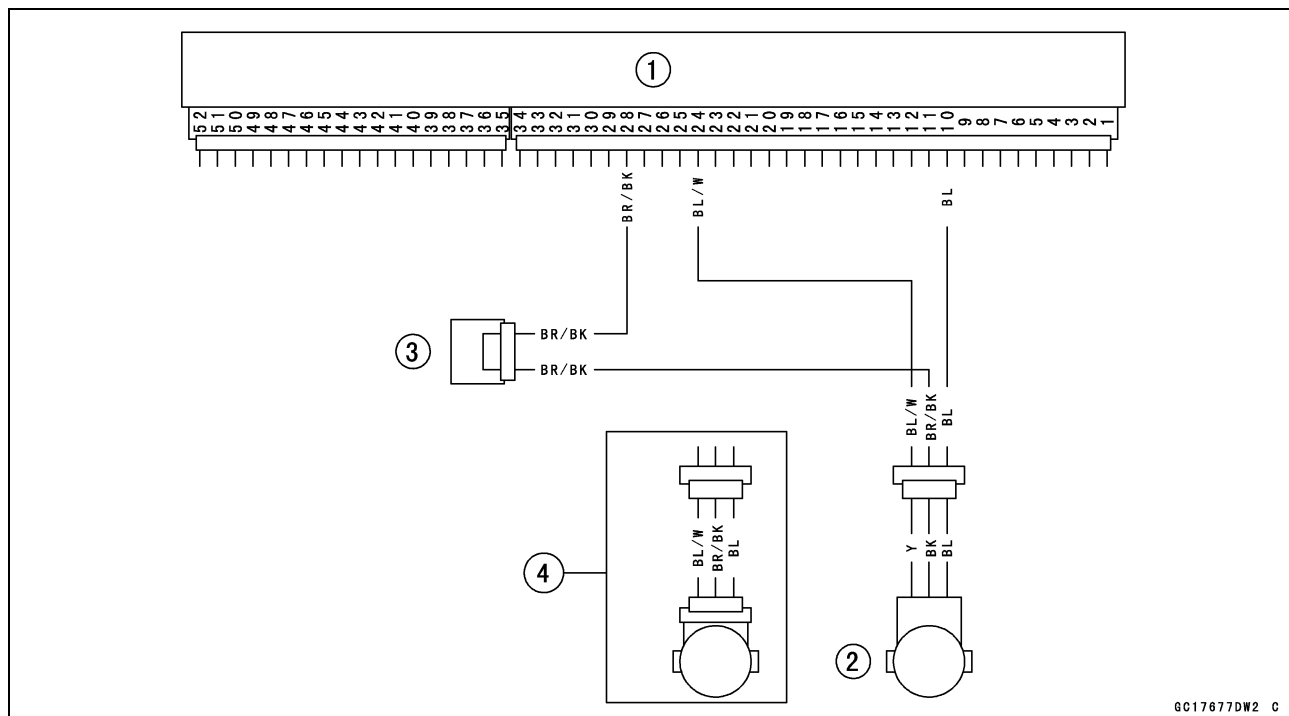 1
52 51 50 49 48 47 46 45 44 43 42 41 40 39 38 37 36 35 34 33 32 31 30 29 28 27 26 25 24 23 22 21 20 19 18 17 16 15 14 13 12 11 10 9 8 7 6 5 4 3 2 1
BR/BK BL/W BL
3
BR/BK
BR/BK
BL/W BR/BK BL
4
BL/W BR/BK BL
Y BK BL
2
GC17677DW2 C